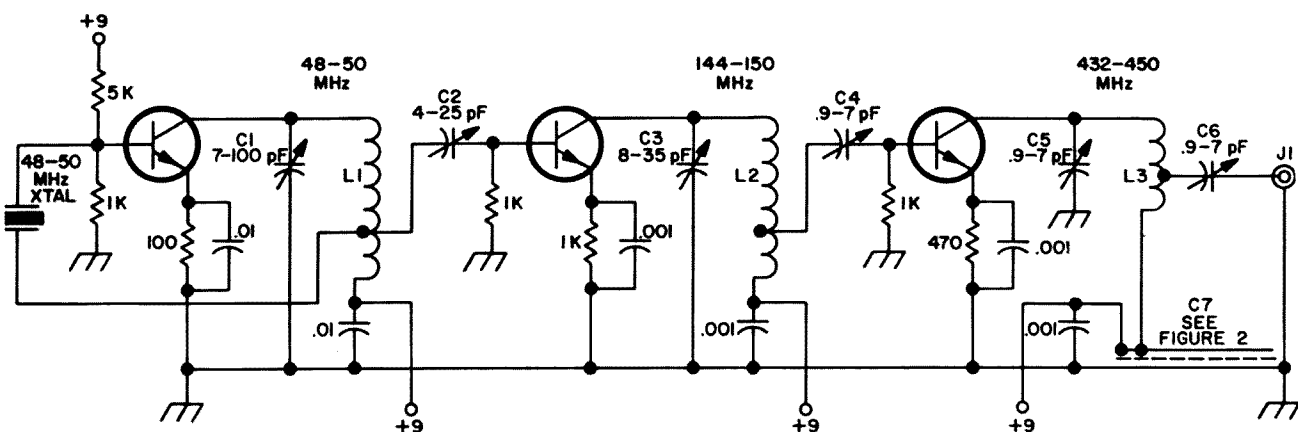 +9
5K
48-50
MHz
XTAL
1K
100
.01
C1
7-100 pF
48-50
MHz
L1
.01
+9
C2
4-25 pF
1K
1K
.001
C3
8-35 pF
144-150
MHz
L2
.001
+9
C4
.9-7 pF
1K
470
.001
C5
.9-7 pF
432-450
MHz
L3
C6
.9-7 pF
J1
+9
.001
C7
SEE
FIGURE 2